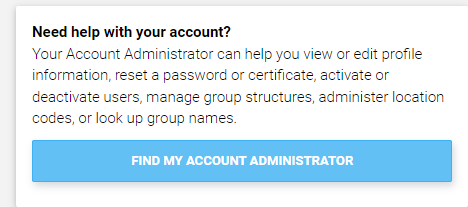 Need help with your account?
Your Account Administrator can help you view or edit profile
information, reset a password or certificate, activate or
deactivate users, manage group structures, administer location
codes, or look up group names.
FIND MY ACCOUNT ADMINISTRATOR